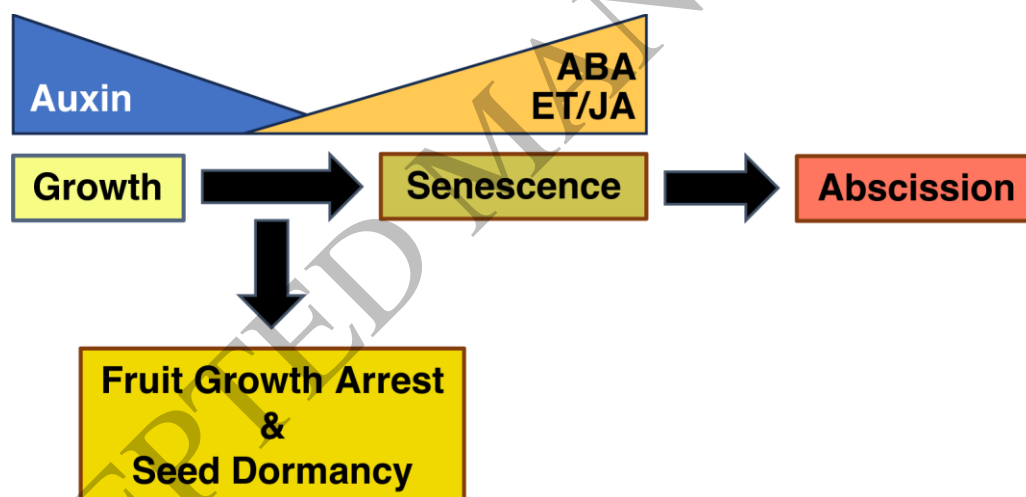 Auxin
ABA
ET/JA
Growth
Senescence
Abscission
Fruit Growth Arrest
&
Seed Dormancy